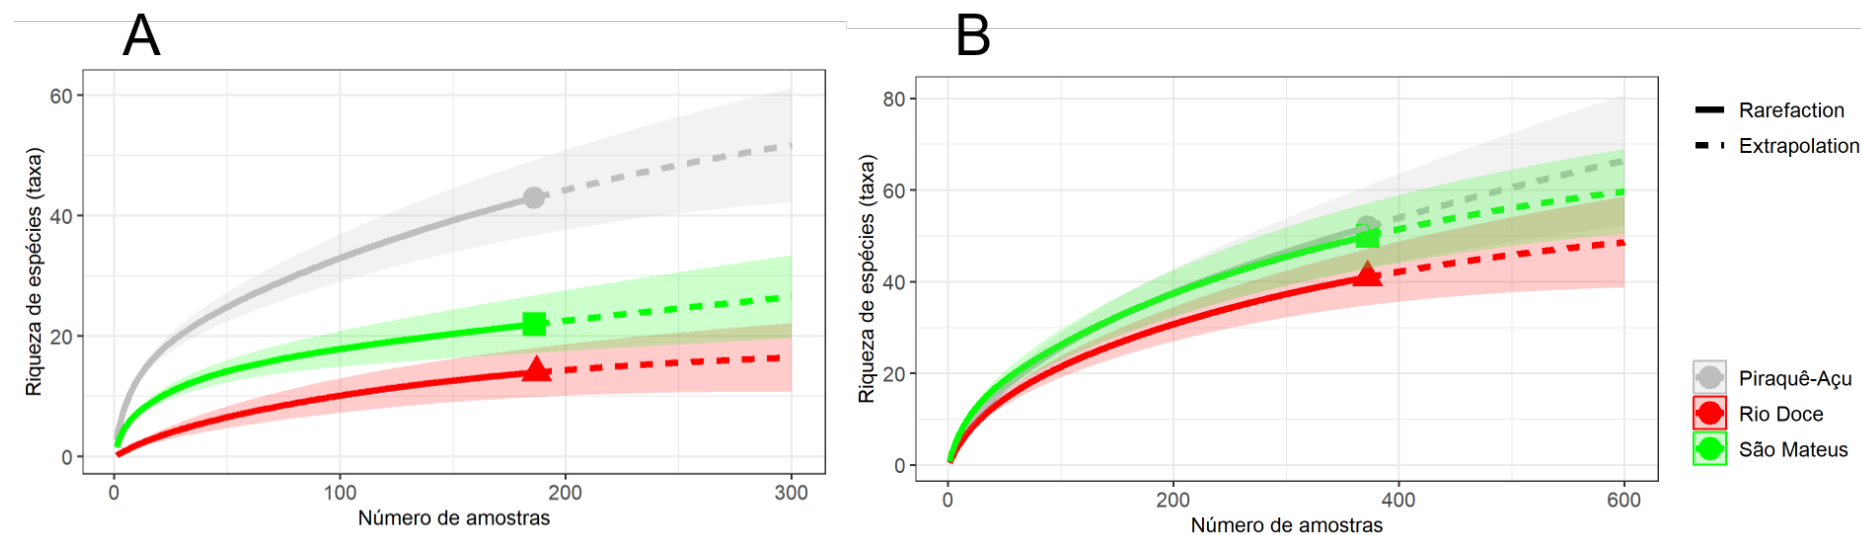 A
Riqueza de espécies (taxa)
60
40
20
0
0
100
200
300
Número de amostras
B
Riqueza de espécies (taxa)
80
60
40
20
0
0
200
400
600
Número de amostras
Rarefaction
Extrapolation
Piraquê-Açu
Rio Doce
São Mateus